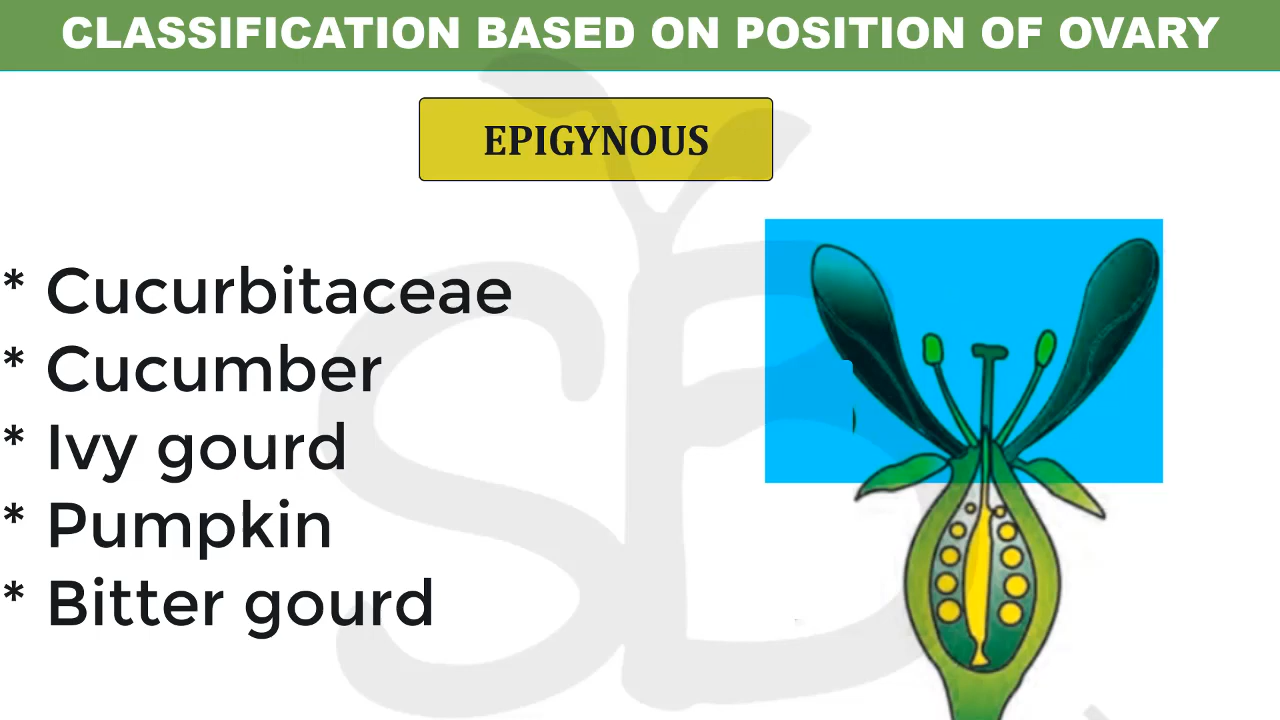 CLASSIFICATION BASED ON POSITION OF OVARY
EPIGYNOUS
* Cucurbitaceae
* Cucumber
* Ivy gourd
* Pumpkin
* Bitter gourd